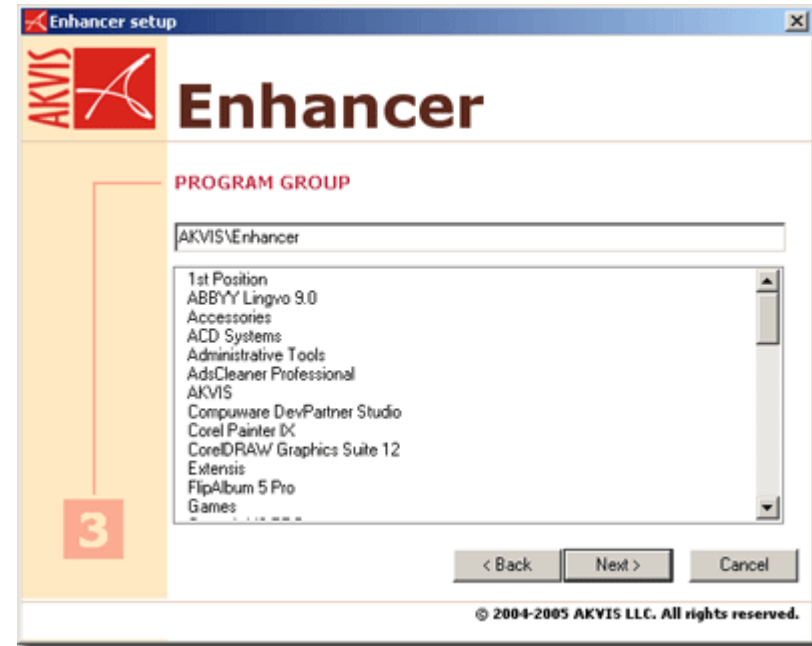 Enhancer setup
AKVIS
Enhancer
PROGRAM GROUP
AKVIS\Enhancer
1st Position
ABBYY Lingvo 9.0
Accessories
ACD Systems
Administrative Tools
AdsCleaner Professional
AKVIS
Compuware DevPartner Studio
Corel Painter IX
CorelDRAW Graphics Suite 12
Extensis
FlipAlbum 5 Pro
Games
3
< Back
Next >
Cancel
© 2004-2005 AKVIS LLC. All rights reserved.